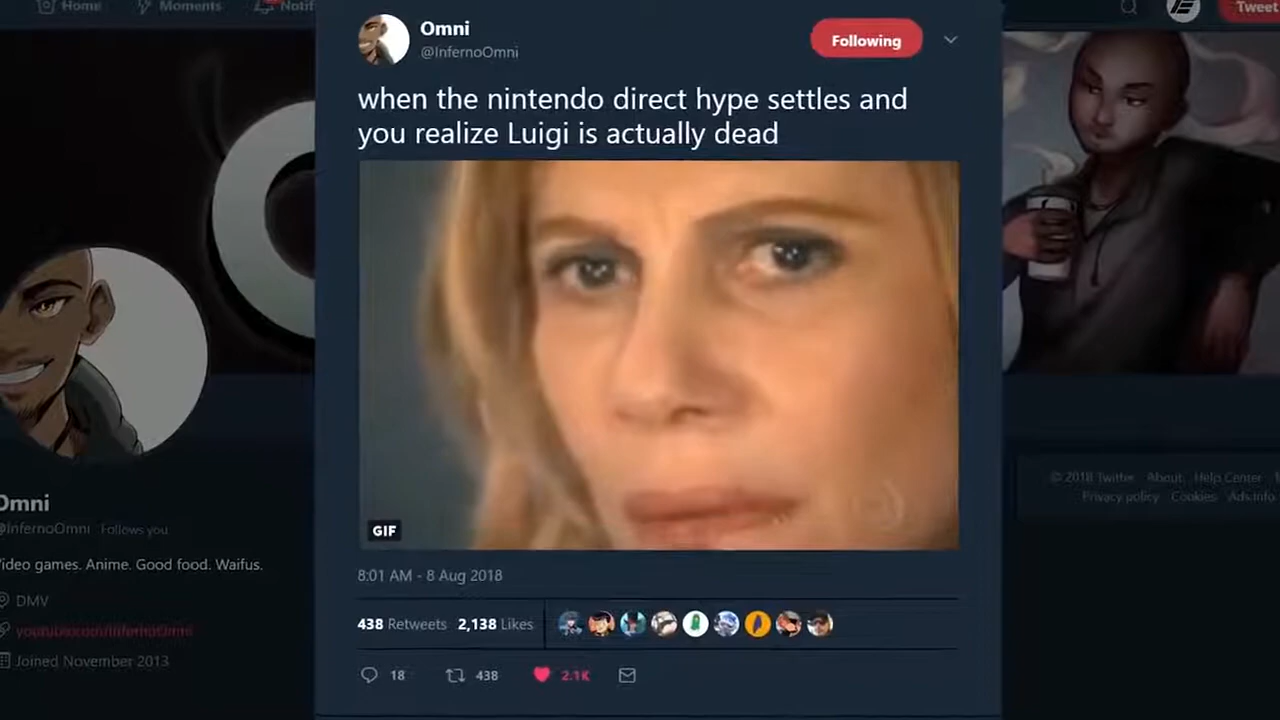 Home
Moments
Notif
Tweet
Omni
@InfernoOmni
Following
when the nintendo direct hype settles and
you realize Luigi is actually dead
GIF
8:01 AM - 8 Aug 2018
438 Retweets 2,138 Likes
18 438 2.1K
Omni
@InfernoOmni Follows you
Video games. Anime. Good food. Waifus.
DMV
youtube.com/InfernoOmni
Joined November 2013
© 2018 Twitter About Help Center
Privacy policy Cookies Ads info